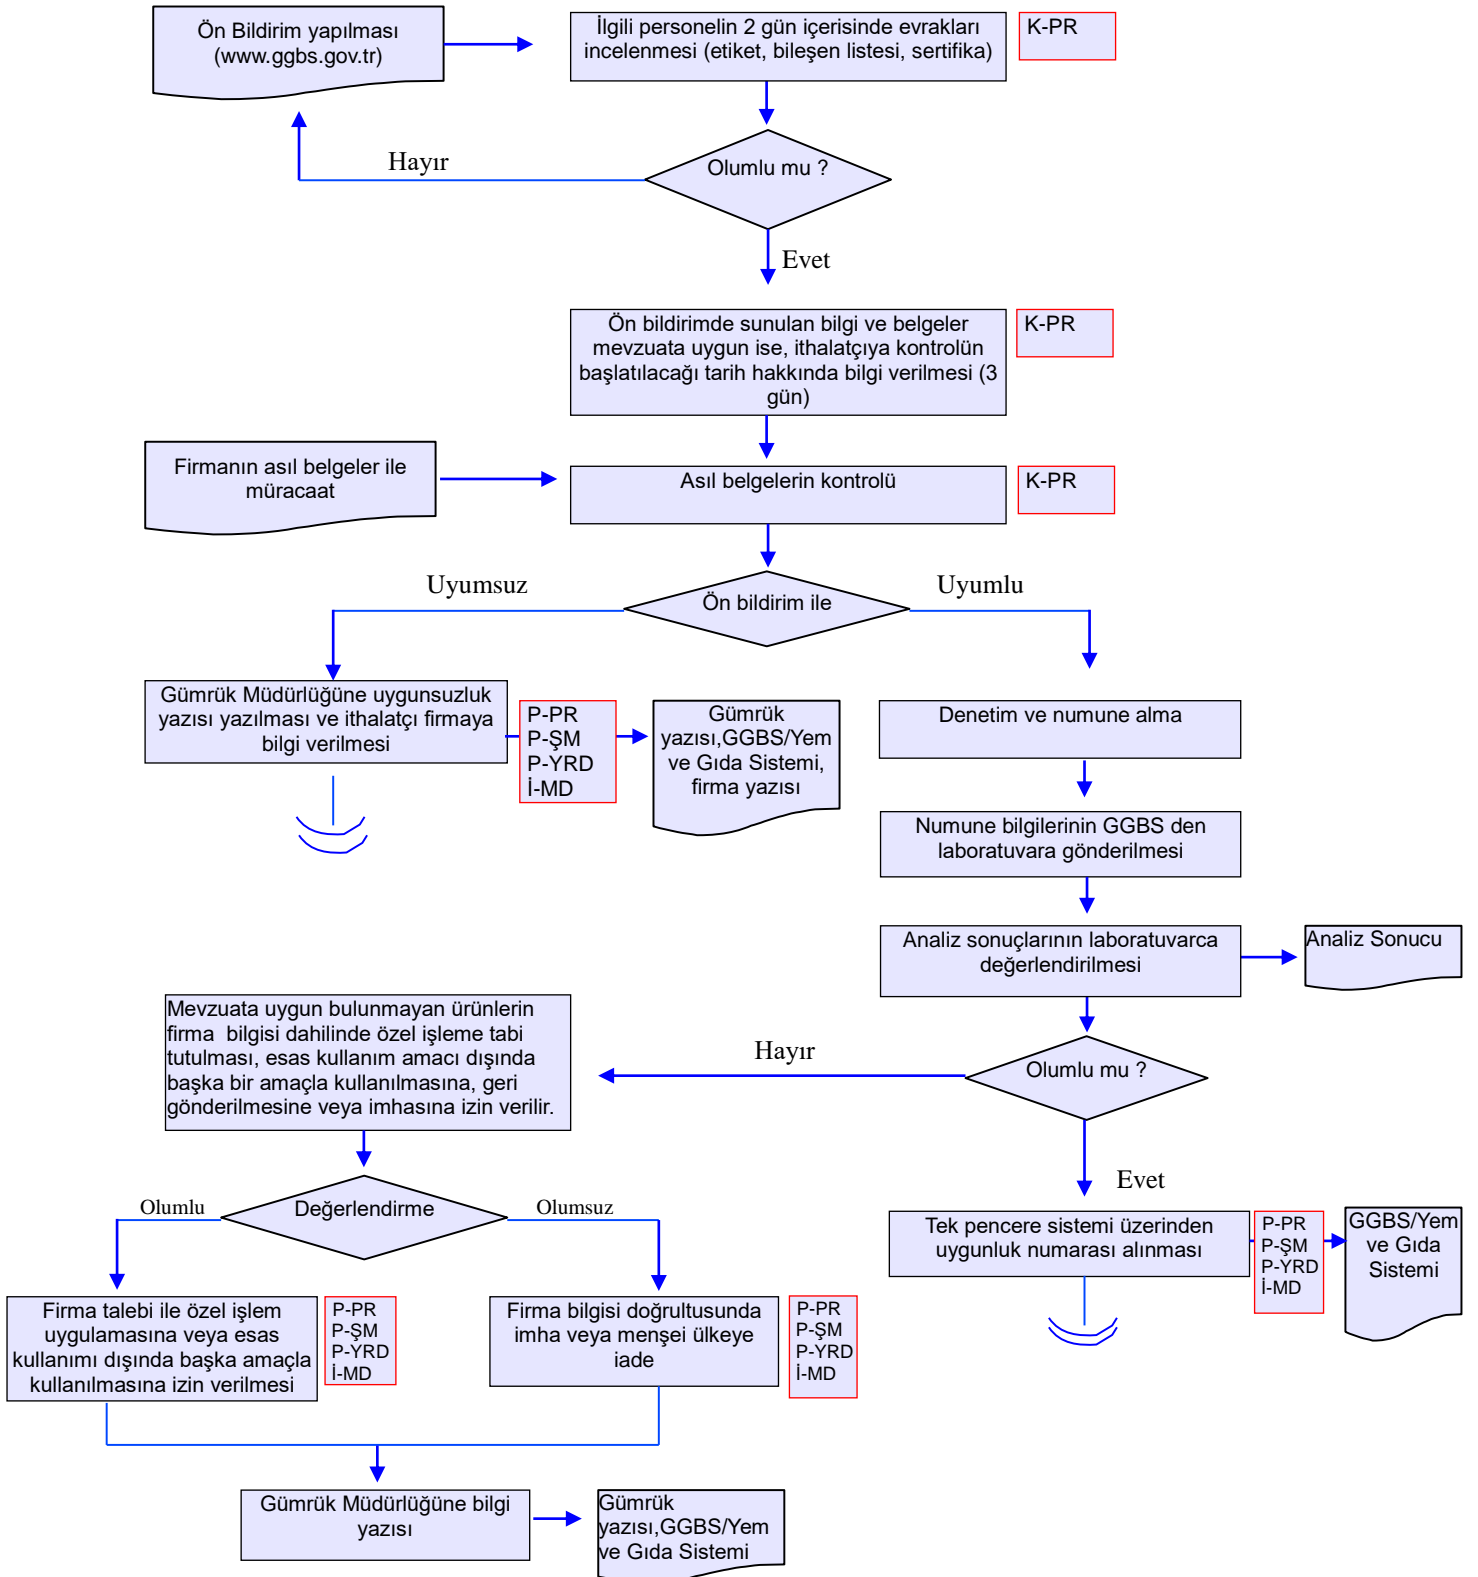 Ön Bildirim yapılması
(www.ggbs.gov.tr)
İlgili personelin 2 gün içerisinde evrakları
incelenmesi (etiket, bileşen listesi, sertifika)
K-PR
Hayır
Olumlu mu ?
Evet
Ön bildirimde sunulan bilgi ve belgeler
mevzuata uygun ise, ithalatçıya kontrolün
başlatılacağı tarih hakkında bilgi verilmesi (3
gün)
K-PR
Firmanın asıl belgeler ile
müracaat
Asıl belgelerin kontrolü
K-PR
Uyumsuz
Ön bildirim ile
Uyumlu
Gümrük Müdürlüğüne uygunsuzluk
yazısı yazılması ve ithalatçı firmaya
bilgi verilmesi
P-PR
P-ŞM
P-YRD
İ-MD
Gümrük
yazısı,GGBS/Yem
ve Gıda Sistemi,
firma yazısı
Denetim ve numune alma
Numune bilgilerinin GGBS den
laboratuvara gönderilmesi
Analiz sonuçlarının laboratuvarca
değerlendirilmesi
Analiz Sonucu
Mevzuata uygun bulunmayan ürünlerin
firma  bilgisi dahilinde özel işleme tabi
tutulması, esas kullanım amacı dışında
başka bir amaçla kullanılmasına, geri
gönderilmesine veya imhasına izin verilir.
Hayır
Olumlu mu ?
Evet
Olumlu
Değerlendirme
Olumsuz
Tek pencere sistemi üzerinden
uygunluk numarası alınması
P-PR
P-ŞM
P-YRD
İ-MD
GGBS/Yem
ve Gıda
Sistemi
Firma talebi ile özel işlem
uygulamasına veya esas
kullanımı dışında başka amaçla
kullanılmasına izin verilmesi
P-PR
P-ŞM
P-YRD
İ-MD
Firma bilgisi doğrultusunda
imha veya menşei ülkeye
iade
P-PR
P-ŞM
P-YRD
İ-MD
Gümrük Müdürlüğüne bilgi
yazısı
Gümrük
yazısı,GGBS/Yem
ve Gıda Sistemi